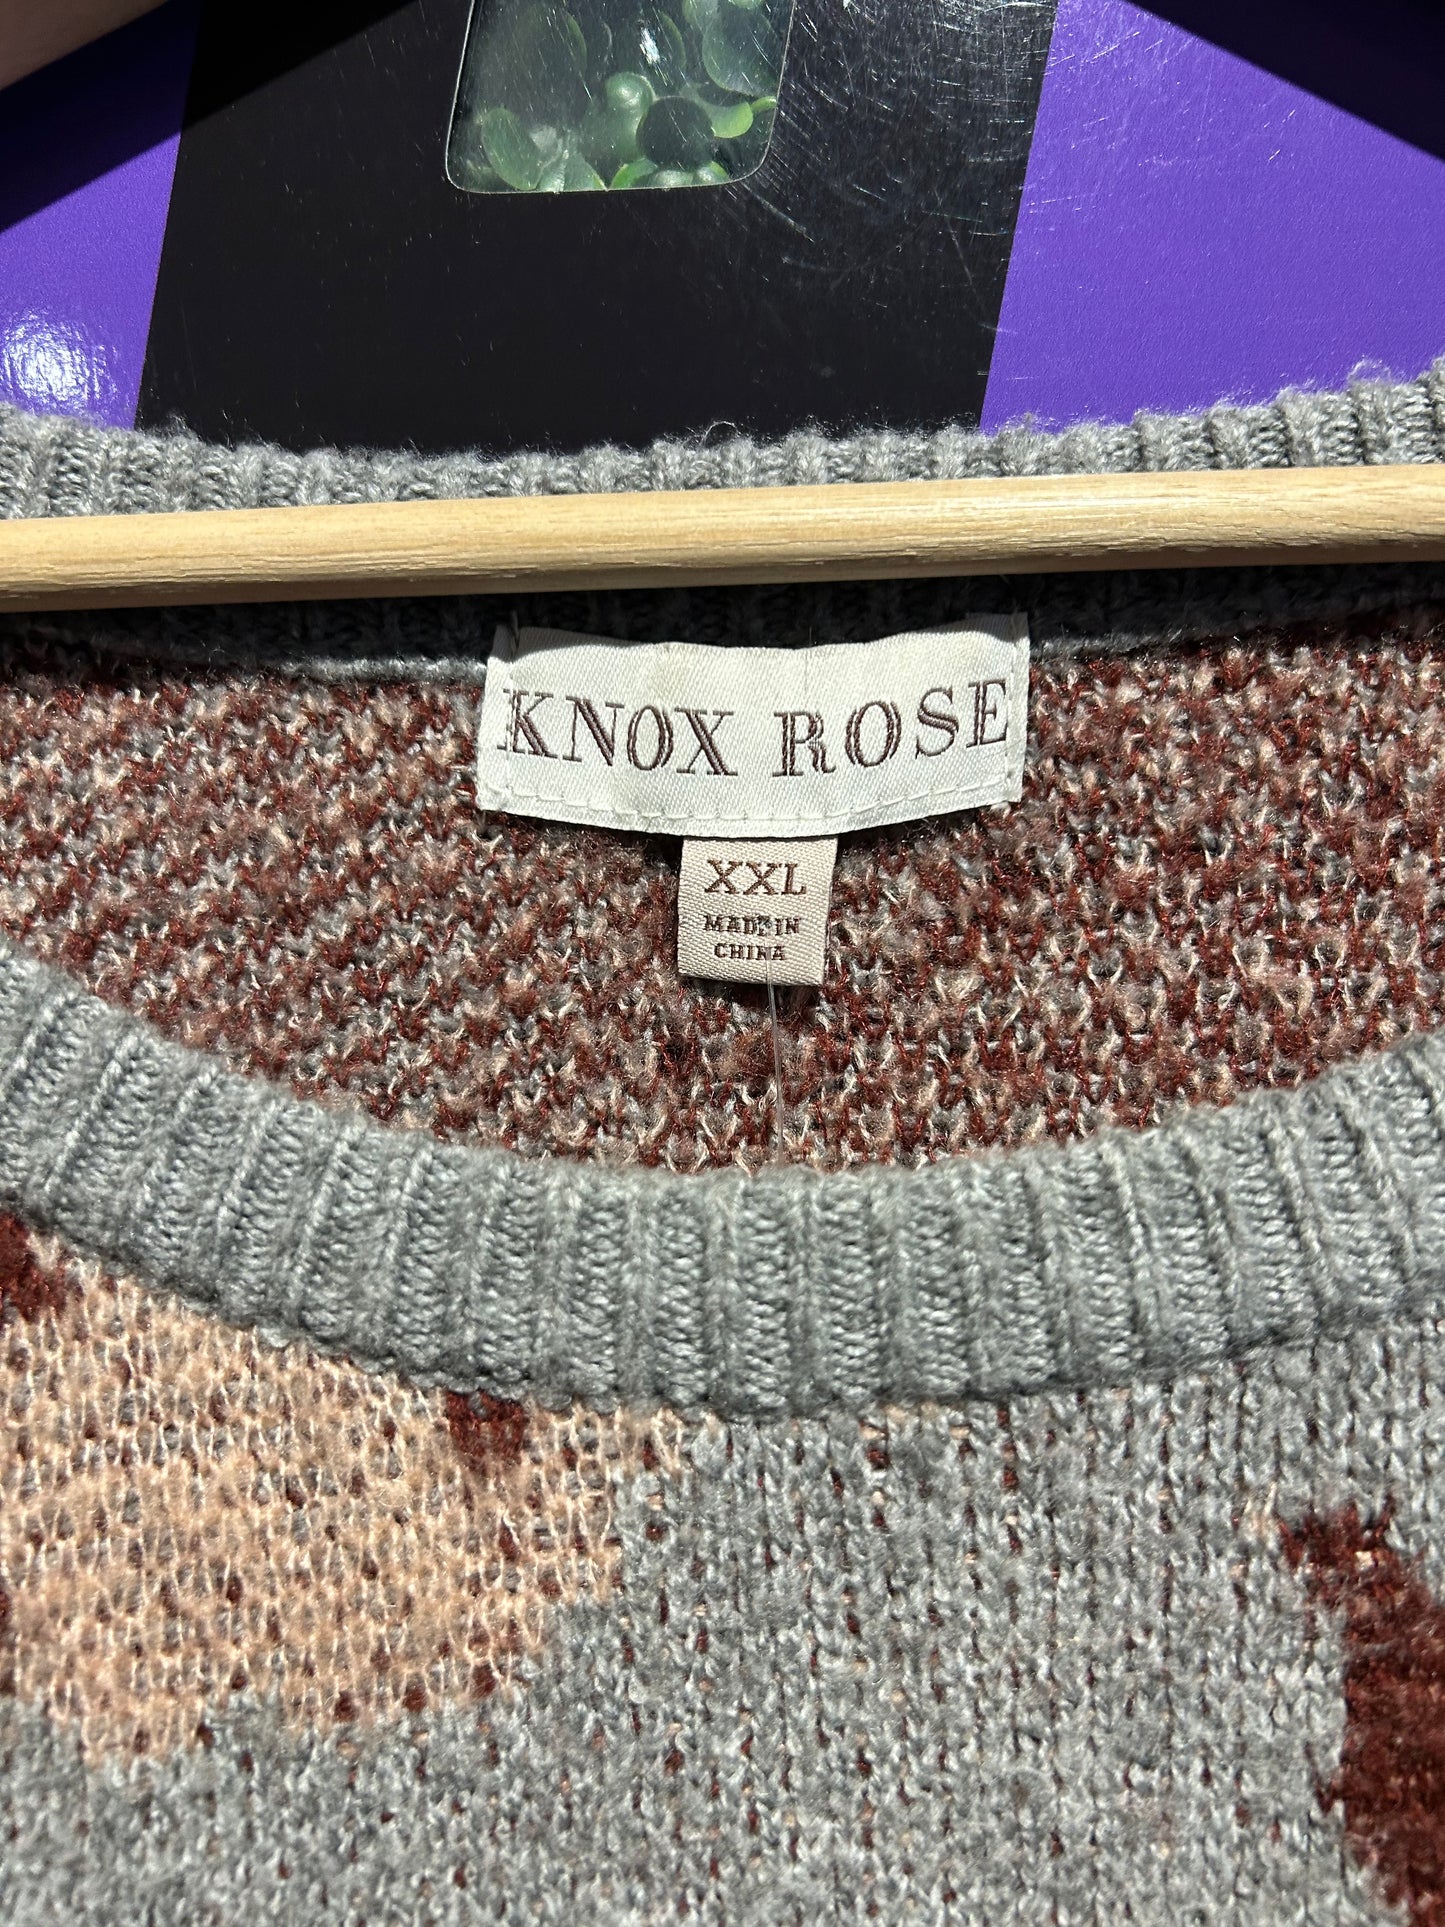 KNOX ROSE
XXL
MADE IN
CHINA